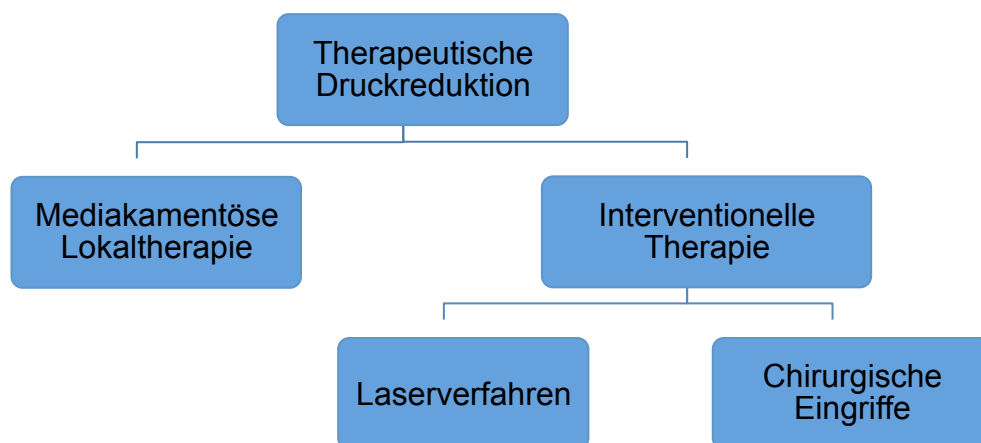 Therapeutische
Druckreduktion
Mediakamentöse
Lokaltherapie
Interventionelle
Therapie
Laserverfahren
Chirurgische
Eingriffe